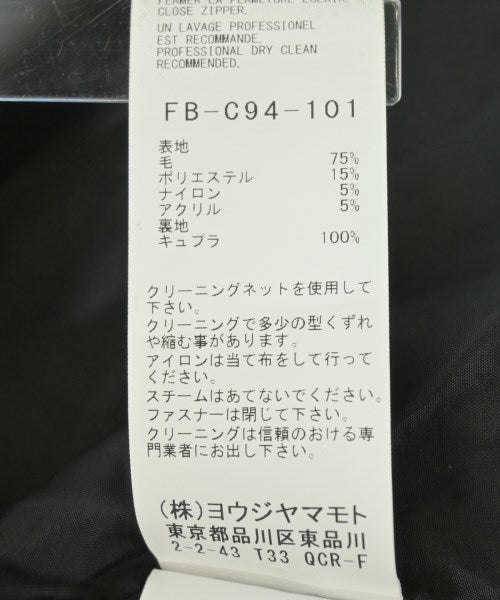 FERMER LA FERMETURE ECLAIR.
CLOSE ZIPPER.
UN LAVAGE PROFESSIONEL
EST RECOMMANDE.
PROFESSIONAL DRY CLEAN
RECOMMENDED.
FB-C94-101
表地
毛 75%
ポリエステル 15%
ナイロン 5%
アクリル 5%
裏地
キュプラ 100%
クリーニングネットを使用して
下さい。
クリーニングで多少の型くずれ
や縮む事があります。
アイロンは当て布をして行って
ください。
スチームはあてないでください。
ファスナーは閉じて下さい。
クリーニングは信頼のおける専
門業者にお出し下さい。
(株)ヨウジヤマモト
東京都品川区東品川
2-2-43 T33 QCR-F